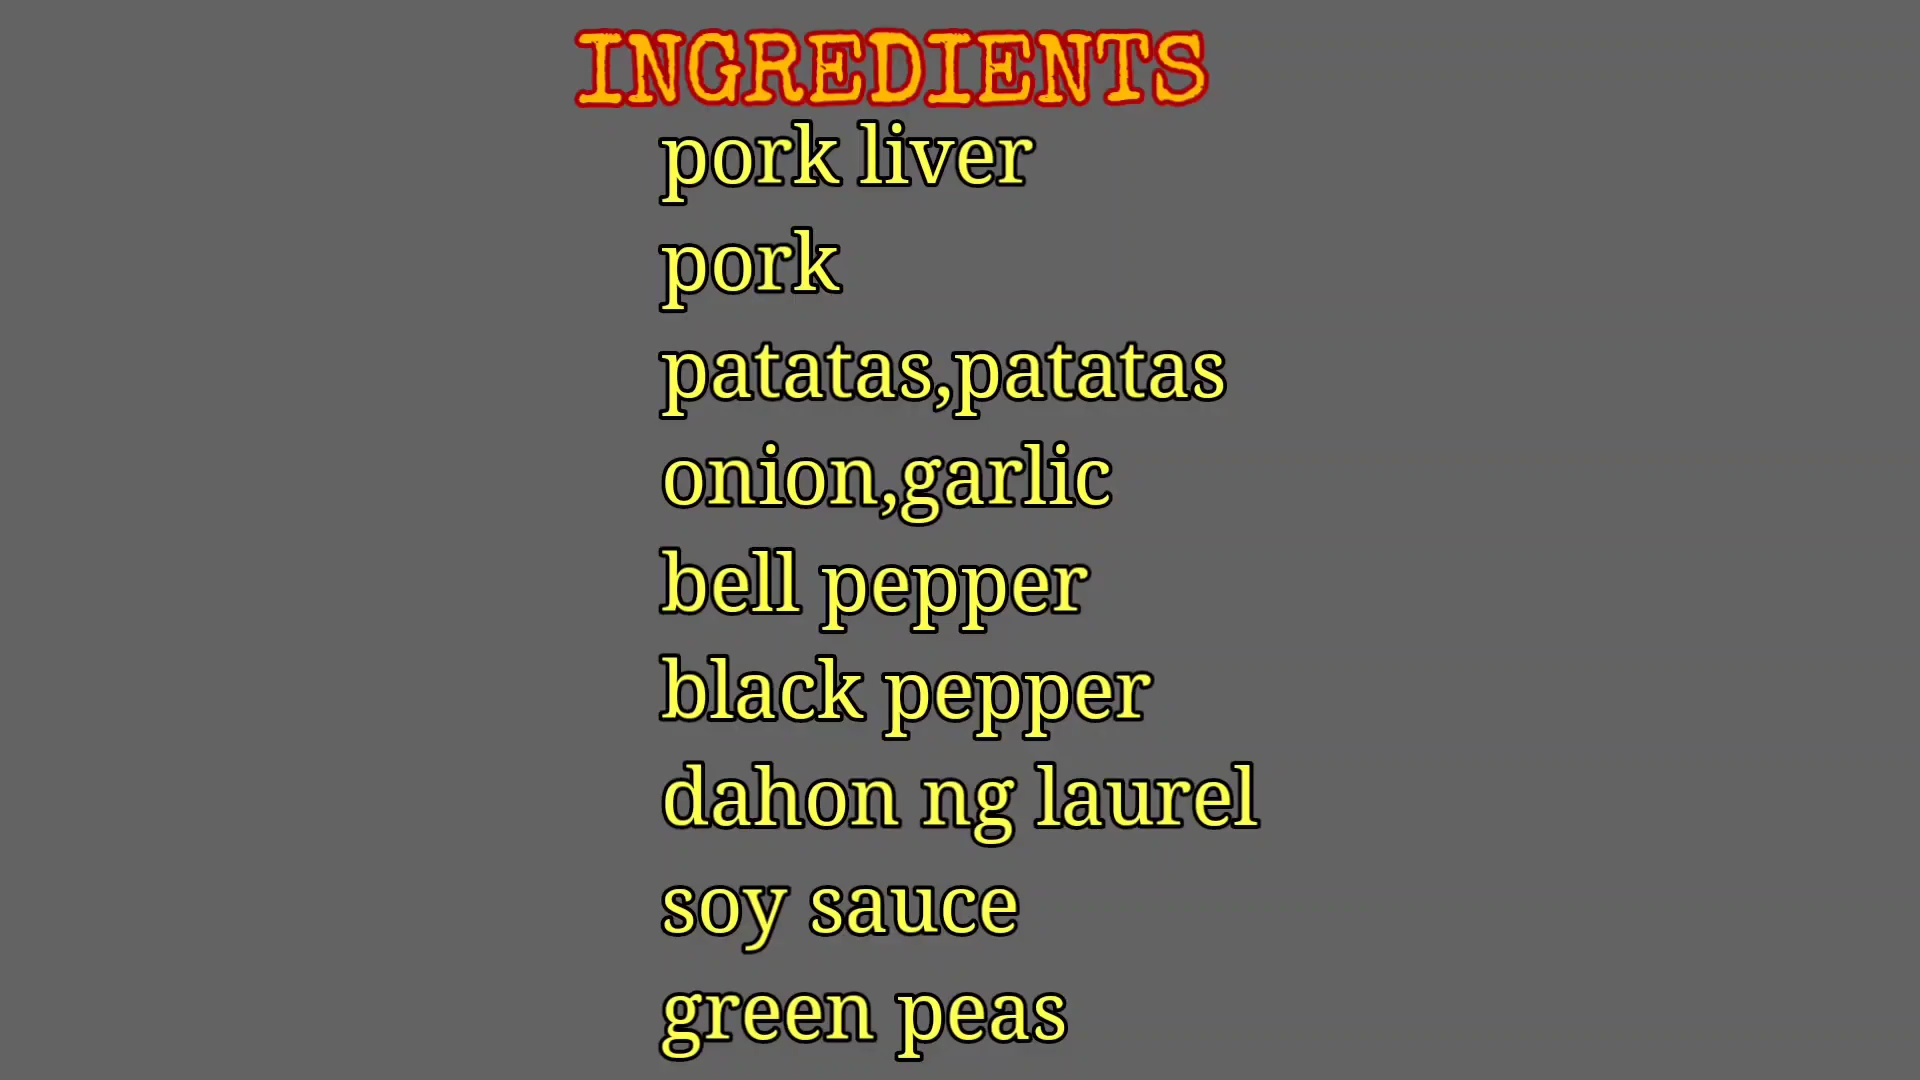 INGREDIENTS
pork liver
pork
patatas,patatas
onion,garlic
bell pepper
black pepper
dahon ng laurel
soy sauce
green peas